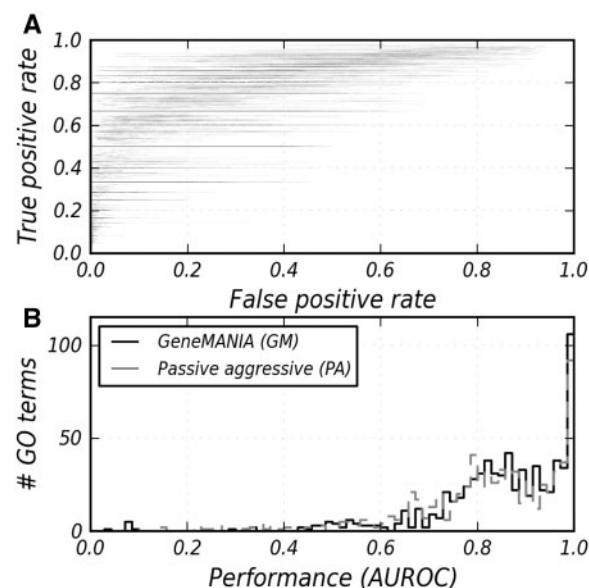 A
True positive rate
1.0
0.8
0.6
0.4
0.2
0.0
0.0 0.2 0.4 0.6 0.8 1.0
False positive rate
B
# GO terms
100
50
0
GeneMANIA (GM)
Passive aggressive (PA)
0.0 0.2 0.4 0.6 0.8 1.0
Performance (AUROC)